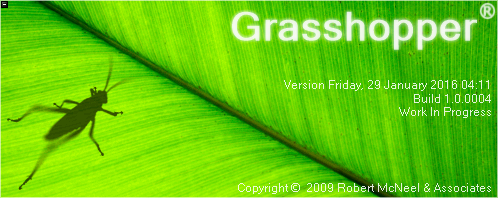 Grasshopper®
Version Friday, 29 January 2016 04:11
Build 1.0.0004
Work In Progress
Copyright © 2009 Robert McNeel & Associates